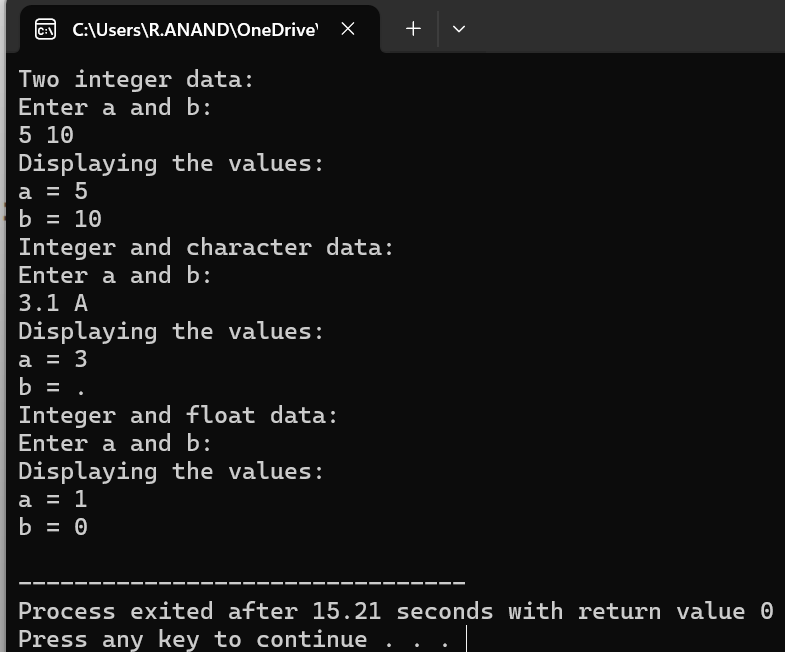 C:\Users\R.ANAND\OneDrive\
Two integer data:
Enter a and b:
5 10
Displaying the values:
a = 5
b = 10
Integer and character data:
Enter a and b:
3.1 A
Displaying the values:
a = 3
b = .
Integer and float data:
Enter a and b:
Displaying the values:
a = 1
b = 0
--------------------------------
Process exited after 15.21 seconds with return value 0
Press any key to continue . . .